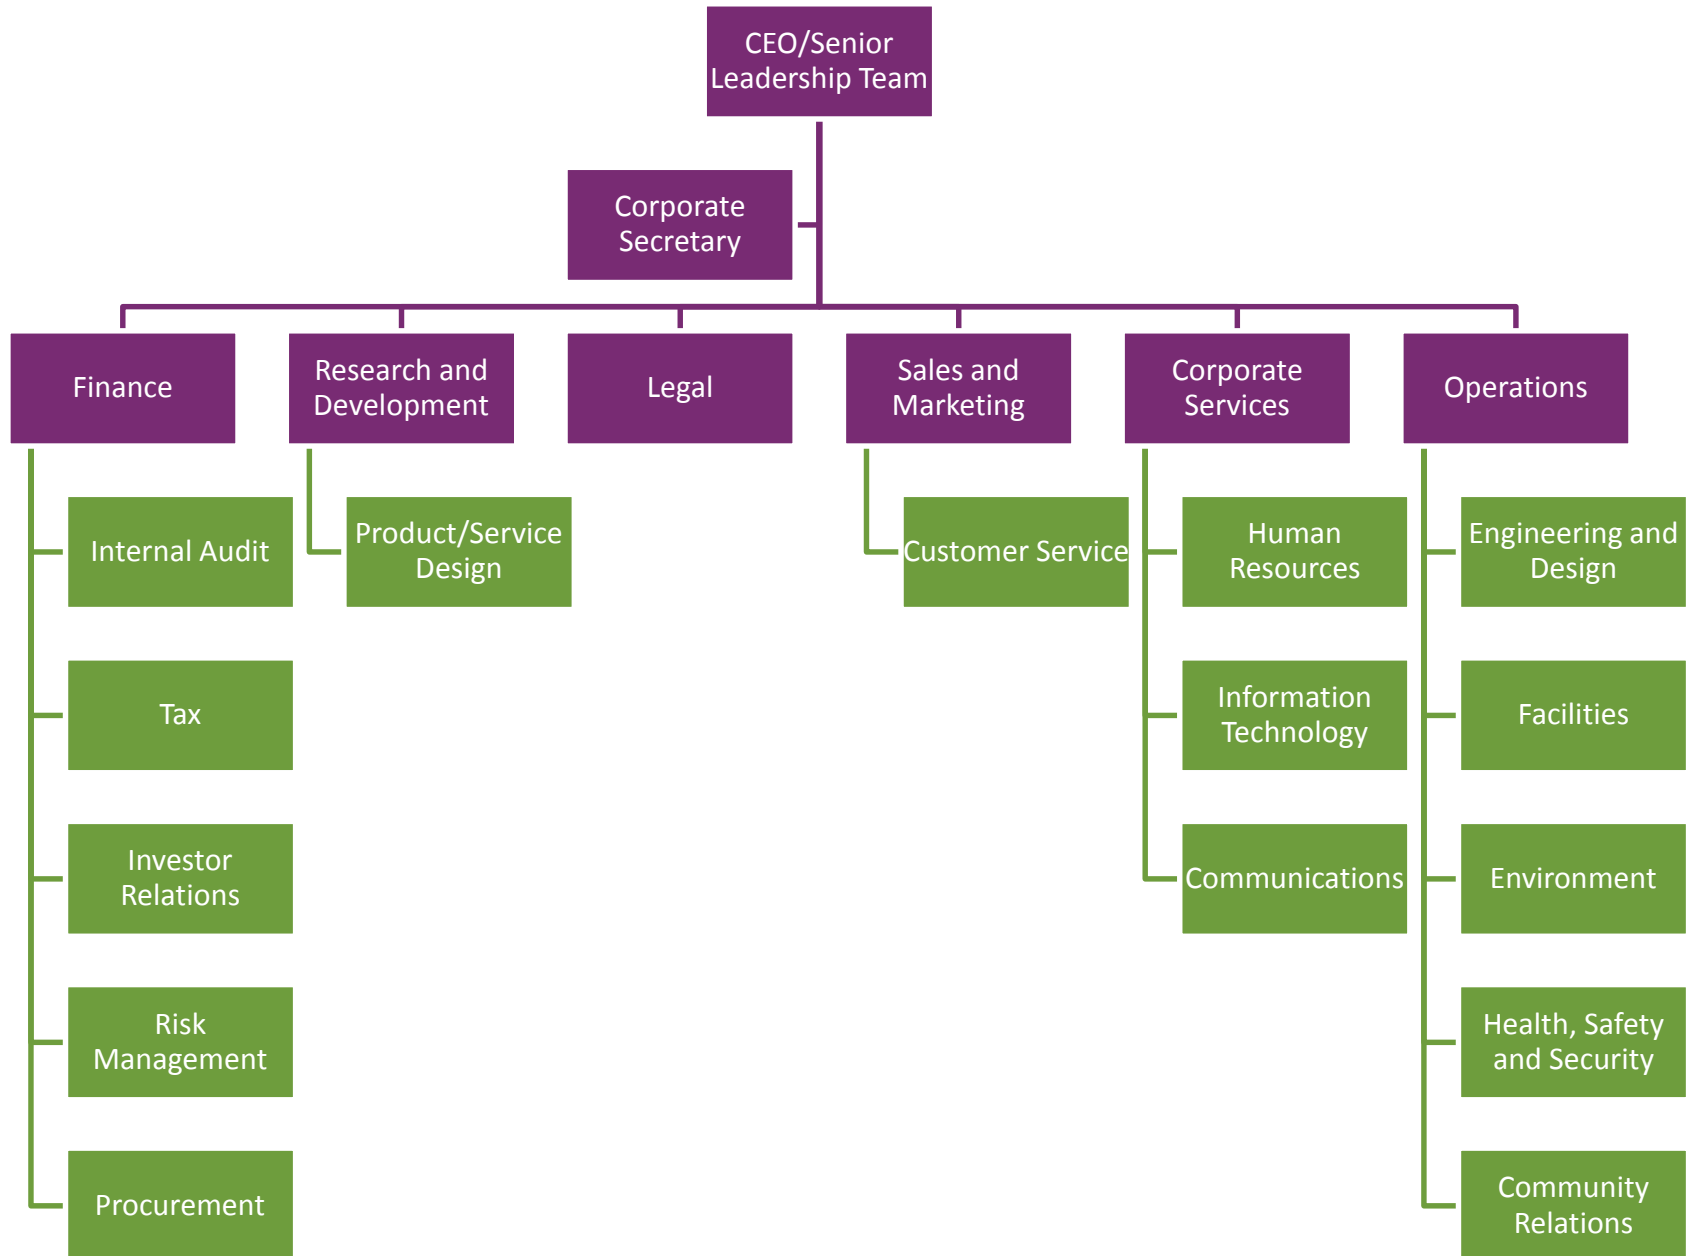 CEO/Senior
Leadership Team
Corporate
Secretary
Finance
Research and
Development
Legal
Sales and
Marketing
Corporate
Services
Operations
Internal Audit
Tax
Investor
Relations
Risk
Management
Procurement
Product/Service
Design
Customer Service
Human
Resources
Information
Technology
Communications
Engineering and
Design
Facilities
Environment
Health, Safety
and Security
Community
Relations